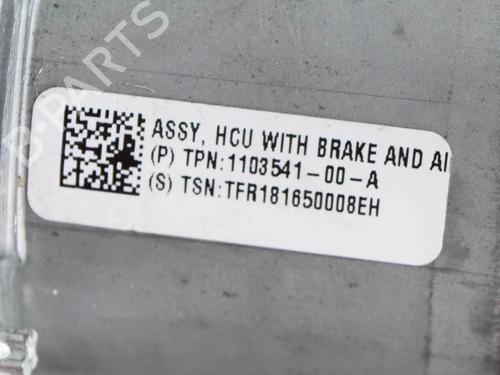 B-PARTS
ASSY, HCU WITH BRAKE AND AI
(P) TPN:1103541-00-A
(S) TSN:TFR181650008EH